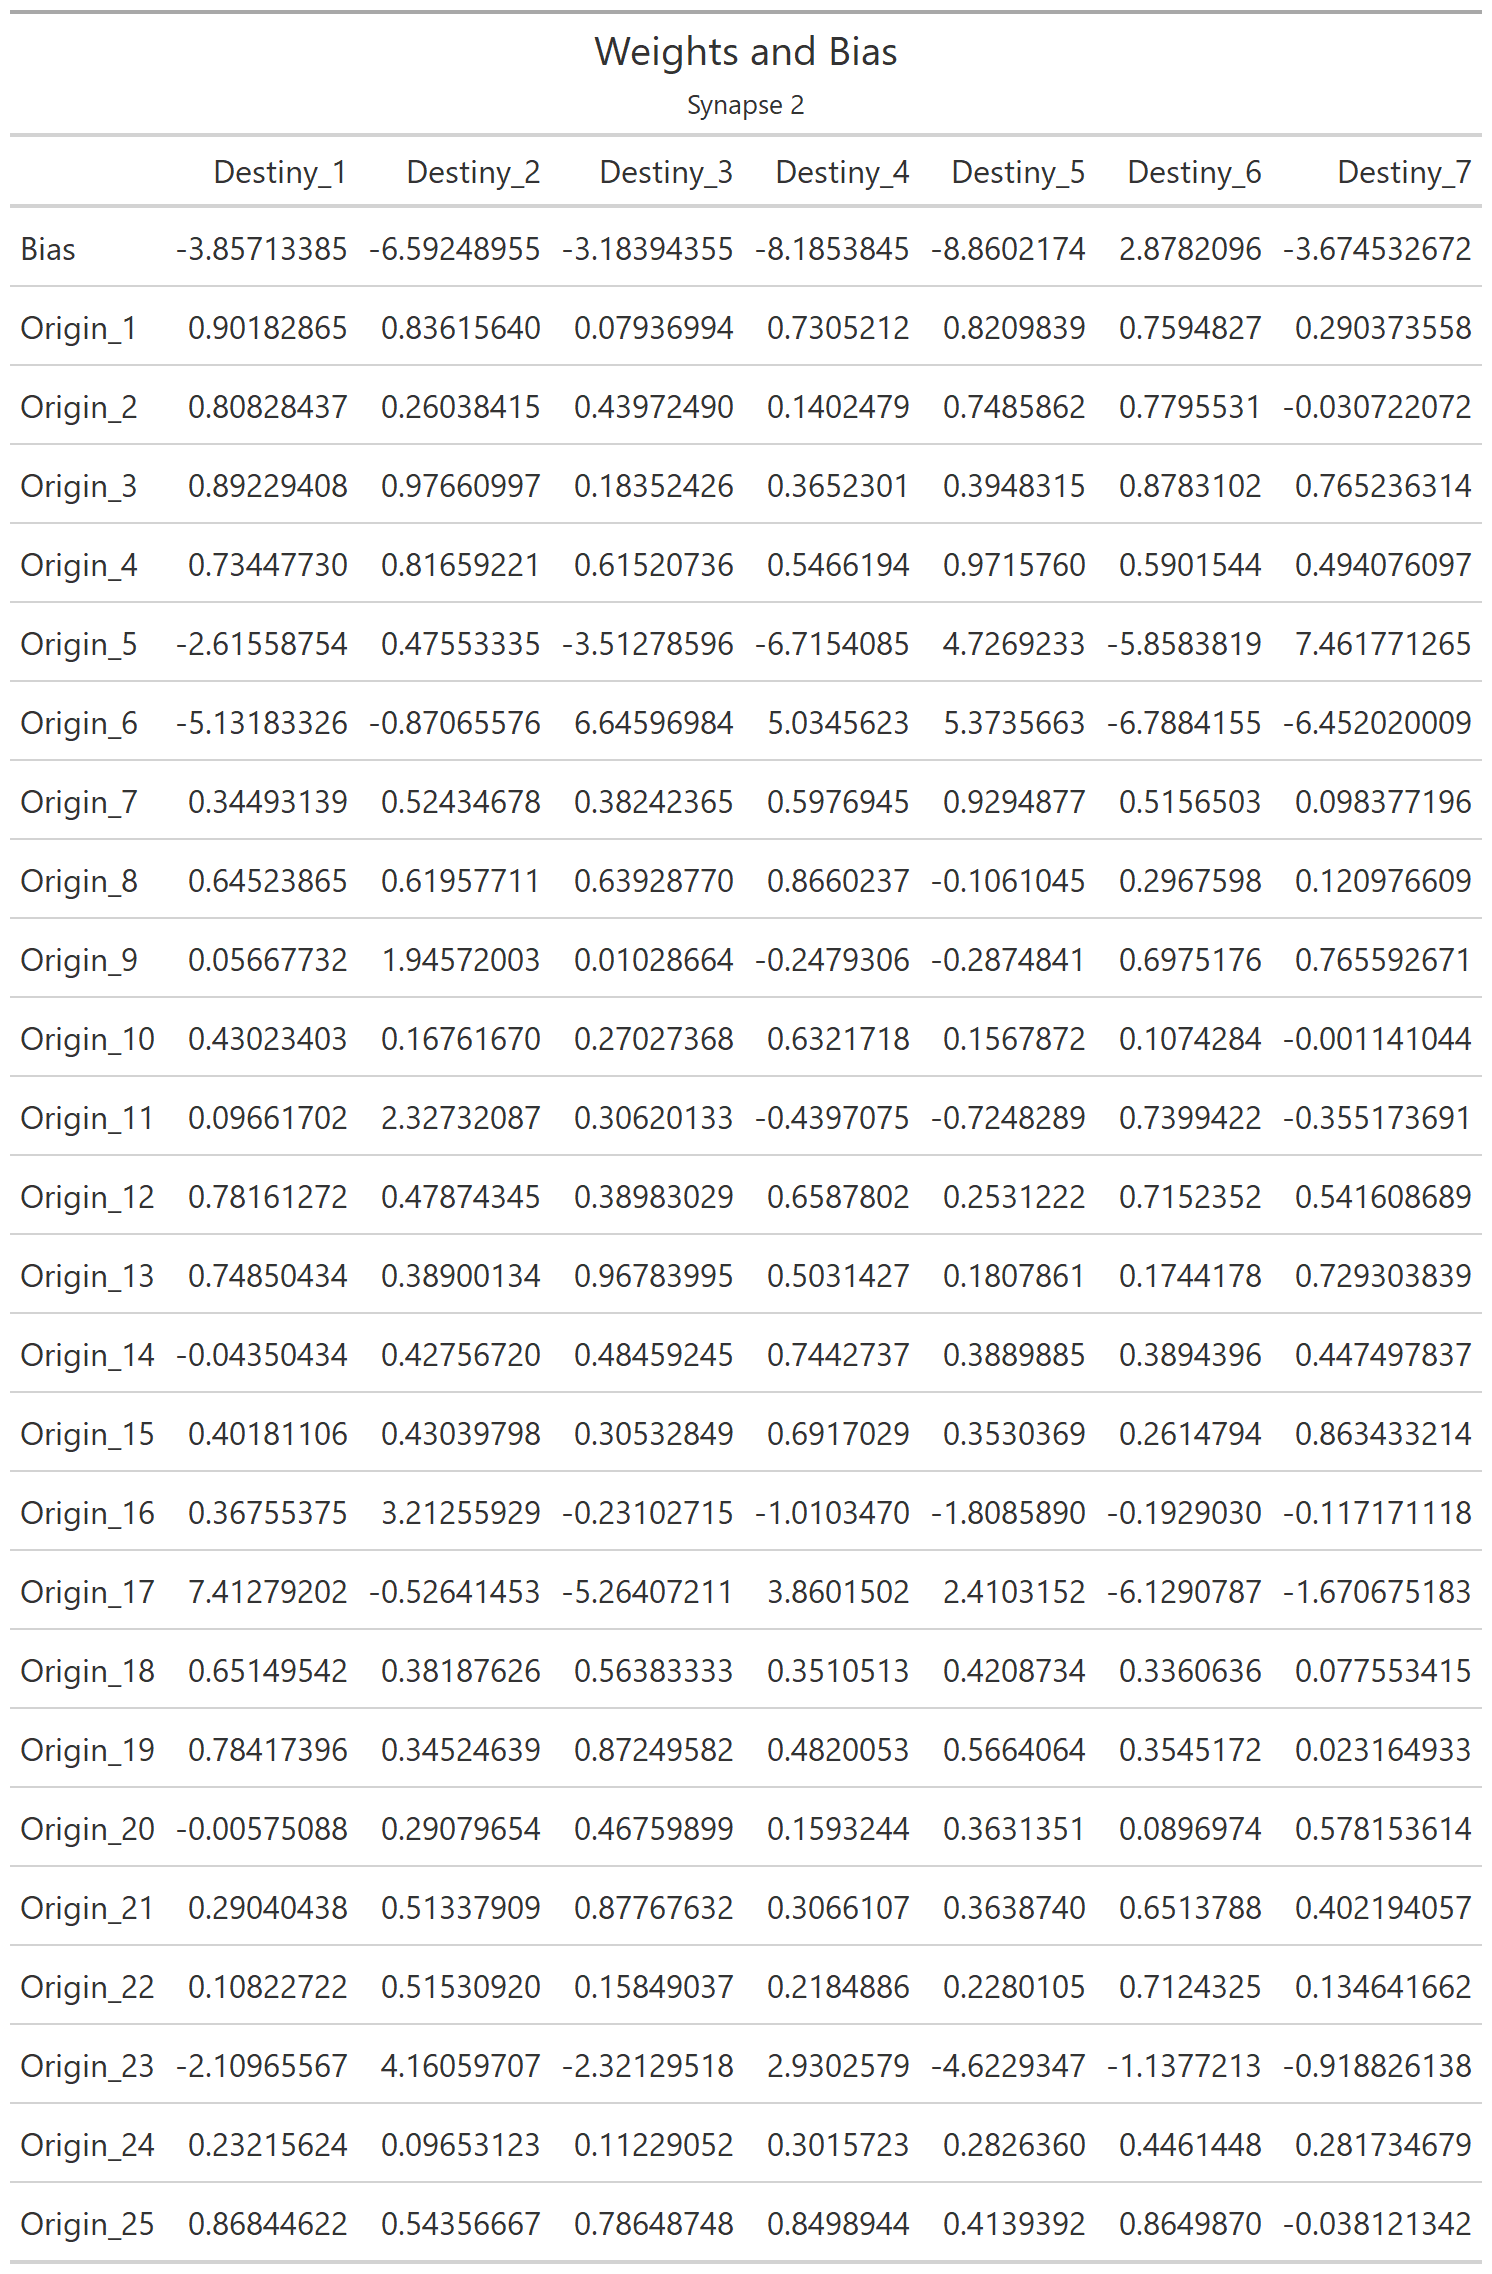 Weights and Bias
Synapse 2
Destiny_1 Destiny_2 Destiny_3 Destiny_4 Destiny_5 Destiny_6 Destiny_7
Bias -3.85713385 -6.59248955 -3.18394355 -8.1853845 -8.8602174 2.8782096 -3.674532672
Origin_1 0.90182865 0.83615640 0.07936994 0.7305212 0.8209839 0.7594827 0.290373558
Origin_2 0.80828437 0.26038415 0.43972490 0.1402479 0.7485862 0.7795531 -0.030722072
Origin_3 0.89229408 0.97660997 0.18352426 0.3652301 0.3948315 0.8783102 0.765236314
Origin_4 0.73447730 0.81659221 0.61520736 0.5466194 0.9715760 0.5901544 0.494076097
Origin_5 -2.61558754 0.47553335 -3.51278596 -6.7154085 4.7269233 -5.8583819 7.461771265
Origin_6 -5.13183326 -0.87065576 6.64596984 5.0345623 5.3735663 -6.7884155 -6.452020009
Origin_7 0.34493139 0.52434678 0.38242365 0.5976945 0.9294877 0.5156503 0.098377196
Origin_8 0.64523865 0.61957711 0.63928770 0.8660237 -0.1061045 0.2967598 0.120976609
Origin_9 0.05667732 1.94572003 0.01028664 -0.2479306 -0.2874841 0.6975176 0.765592671
Origin_10 0.43023403 0.16761670 0.27027368 0.6321718 0.1567872 0.1074284 -0.001141044
Origin_11 0.09661702 2.32732087 0.30620133 -0.4397075 -0.7248289 0.7399422 -0.355173691
Origin_12 0.78161272 0.47874345 0.38983029 0.6587802 0.2531222 0.7152352 0.541608689
Origin_13 0.74850434 0.38900134 0.96783995 0.5031427 0.1807861 0.1744178 0.729303839
Origin_14 -0.04350434 0.42756720 0.48459245 0.7442737 0.3889885 0.3894396 0.447497837
Origin_15 0.40181106 0.43039798 0.30532849 0.6917029 0.3530369 0.2614794 0.863433214
Origin_16 0.36755375 3.21255929 -0.23102715 -1.0103470 -1.8085890 -0.1929030 -0.117171118
Origin_17 7.41279202 -0.52641453 -5.26407211 3.8601502 2.4103152 -6.1290787 -1.670675183
Origin_18 0.65149542 0.38187626 0.56383333 0.3510513 0.4208734 0.3360636 0.077553415
Origin_19 0.78417396 0.34524639 0.87249582 0.4820053 0.5664064 0.3545172 0.023164933
Origin_20 -0.00575088 0.29079654 0.46759899 0.1593244 0.3631351 0.0896974 0.578153614
Origin_21 0.29040438 0.51337909 0.87767632 0.3066107 0.3638740 0.6513788 0.402194057
Origin_22 0.10822722 0.51530920 0.15849037 0.2184886 0.2280105 0.7124325 0.134641662
Origin_23 -2.10965567 4.16059707 -2.32129518 2.9302579 -4.6229347 -1.1377213 -0.918826138
Origin_24 0.23215624 0.09653123 0.11229052 0.3015723 0.2826360 0.4461448 0.281734679
Origin_25 0.86844622 0.54356667 0.78648748 0.8498944 0.4139392 0.8649870 -0.038121342